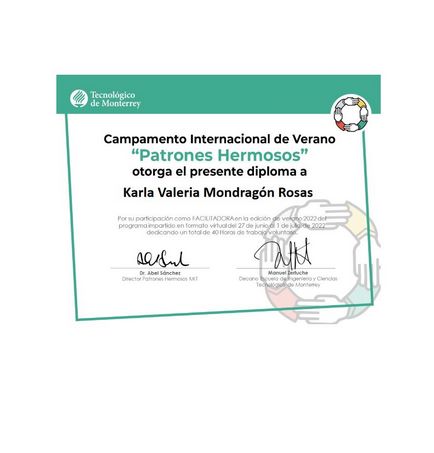 Tecnológico
de Monterrey
Campamento Internacional de Verano
“Patrones Hermosos”
otorga el presente diploma a
Karla Valeria Mondragón Rosas
Por su participación como FACILITADORA en la edición de verano 2022 del
programa impartido en formato virtual del 27 de junio al 1 de julio de 2022,
dedicando un total de 40 Horas de trabajo voluntario.
Dr. Abel Sánchez
Director Patrones Hermosos MIT
Manuel Zertuche
Decano Escuela de Ingeniería y Ciencias
Tecnológico de Monterrey